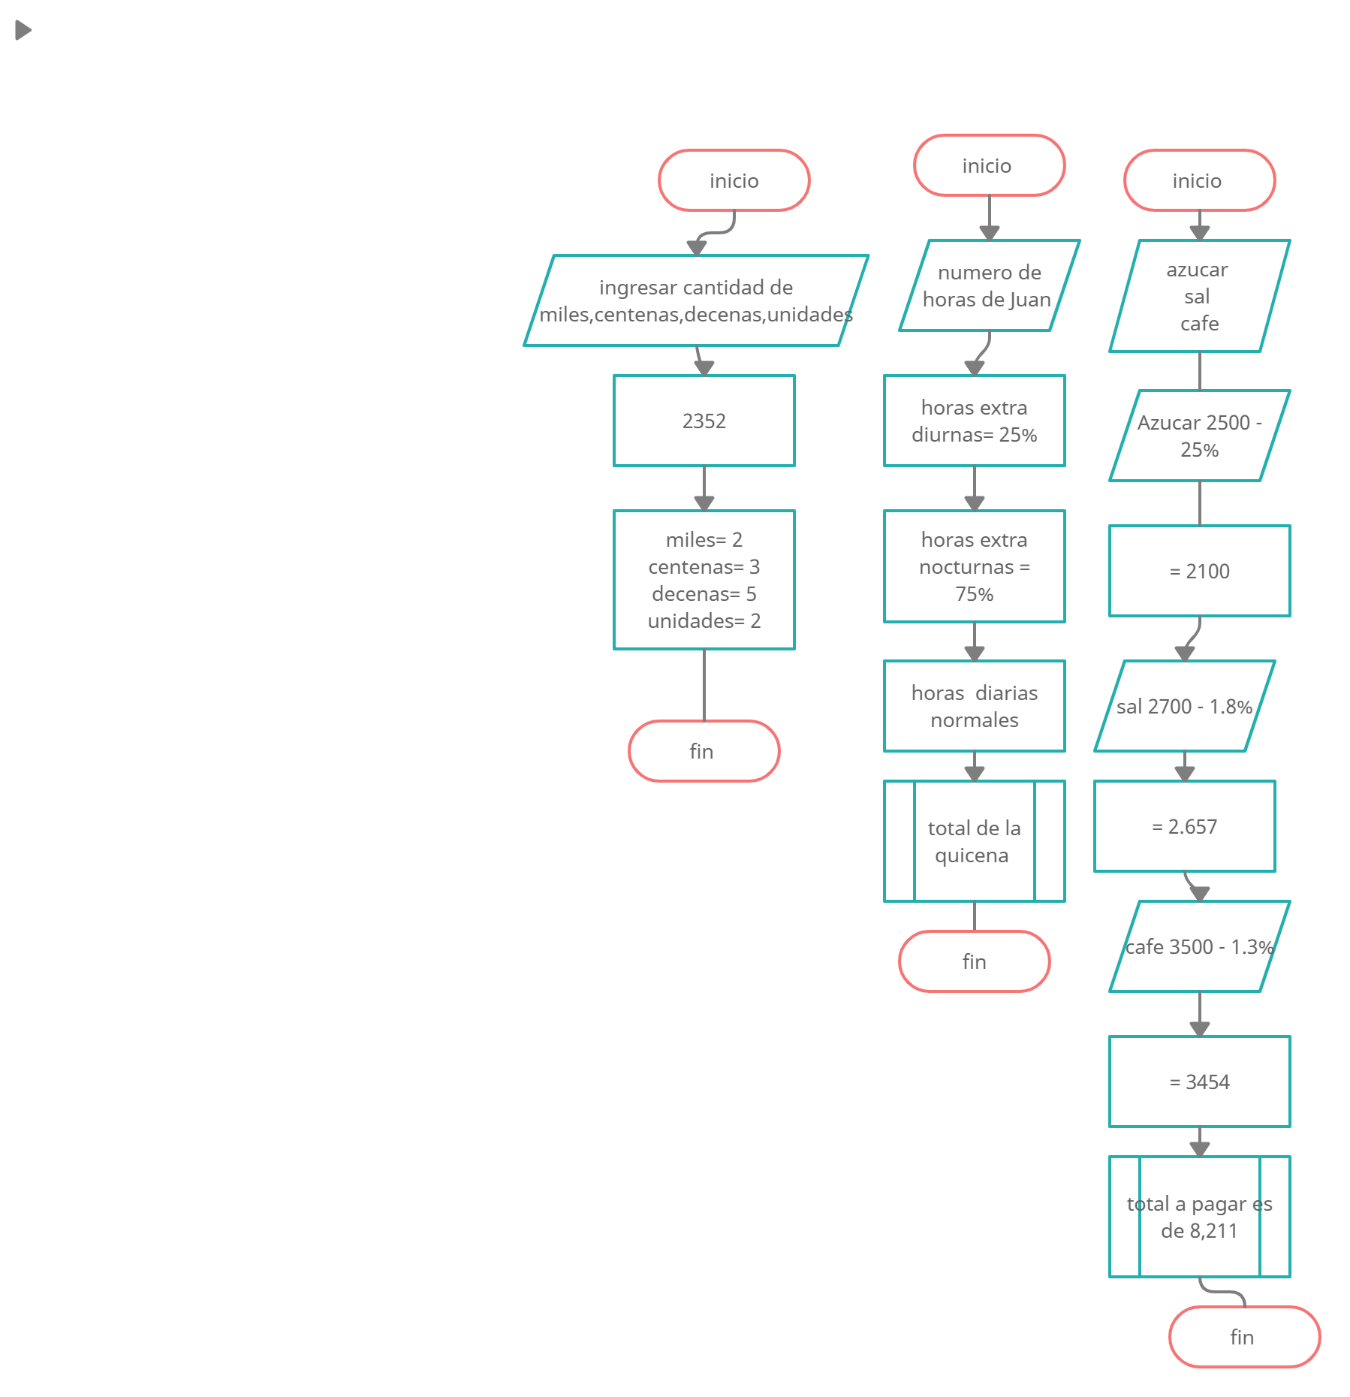 inicio
ingresar cantidad de
miles,centenas,decenas,unidades
2352
miles= 2
centenas= 3
decenas= 5
unidades= 2
fin
inicio
numero de
horas de Juan
horas extra
diurnas= 25%
horas extra
nocturnas =
75%
horas  diarias
normales
total de la
quicena
fin
inicio
azucar
sal
cafe
Azucar 2500 -
25%
= 2100
sal 2700 - 1.8%
= 2.657
cafe 3500 - 1.3%
= 3454
total a pagar es
de 8,211
fin